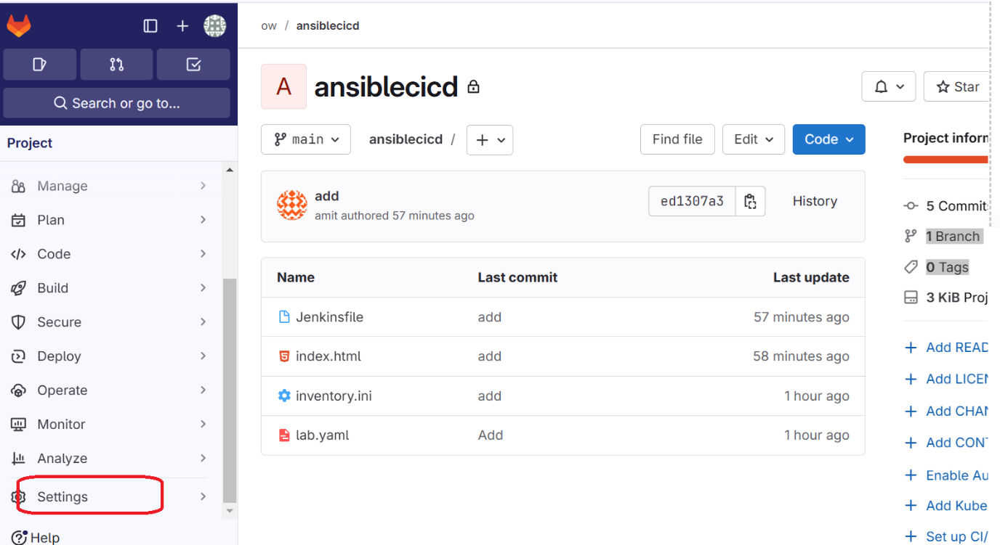 ow / ansiblecicd
Search or go to...
Project
Manage
Plan
Code
Build
Secure
Deploy
Operate
Monitor
Analyze
Settings
Help
A
ansiblecicd
Star
main
ansiblecicd /
Find file
Edit
Code
add
amit authored 57 minutes ago
ed1307a3
History
Name Last commit Last update
Jenkinsfile add 57 minutes ago
index.html add 58 minutes ago
inventory.ini add 1 hour ago
lab.yaml Add 1 hour ago
Project inform
5 Commit
1 Branch
0 Tags
3 KiB Proj
Add READ
Add LICEN
Add CHAN
Add CONT
Enable Au
Add Kube
Set up CI/